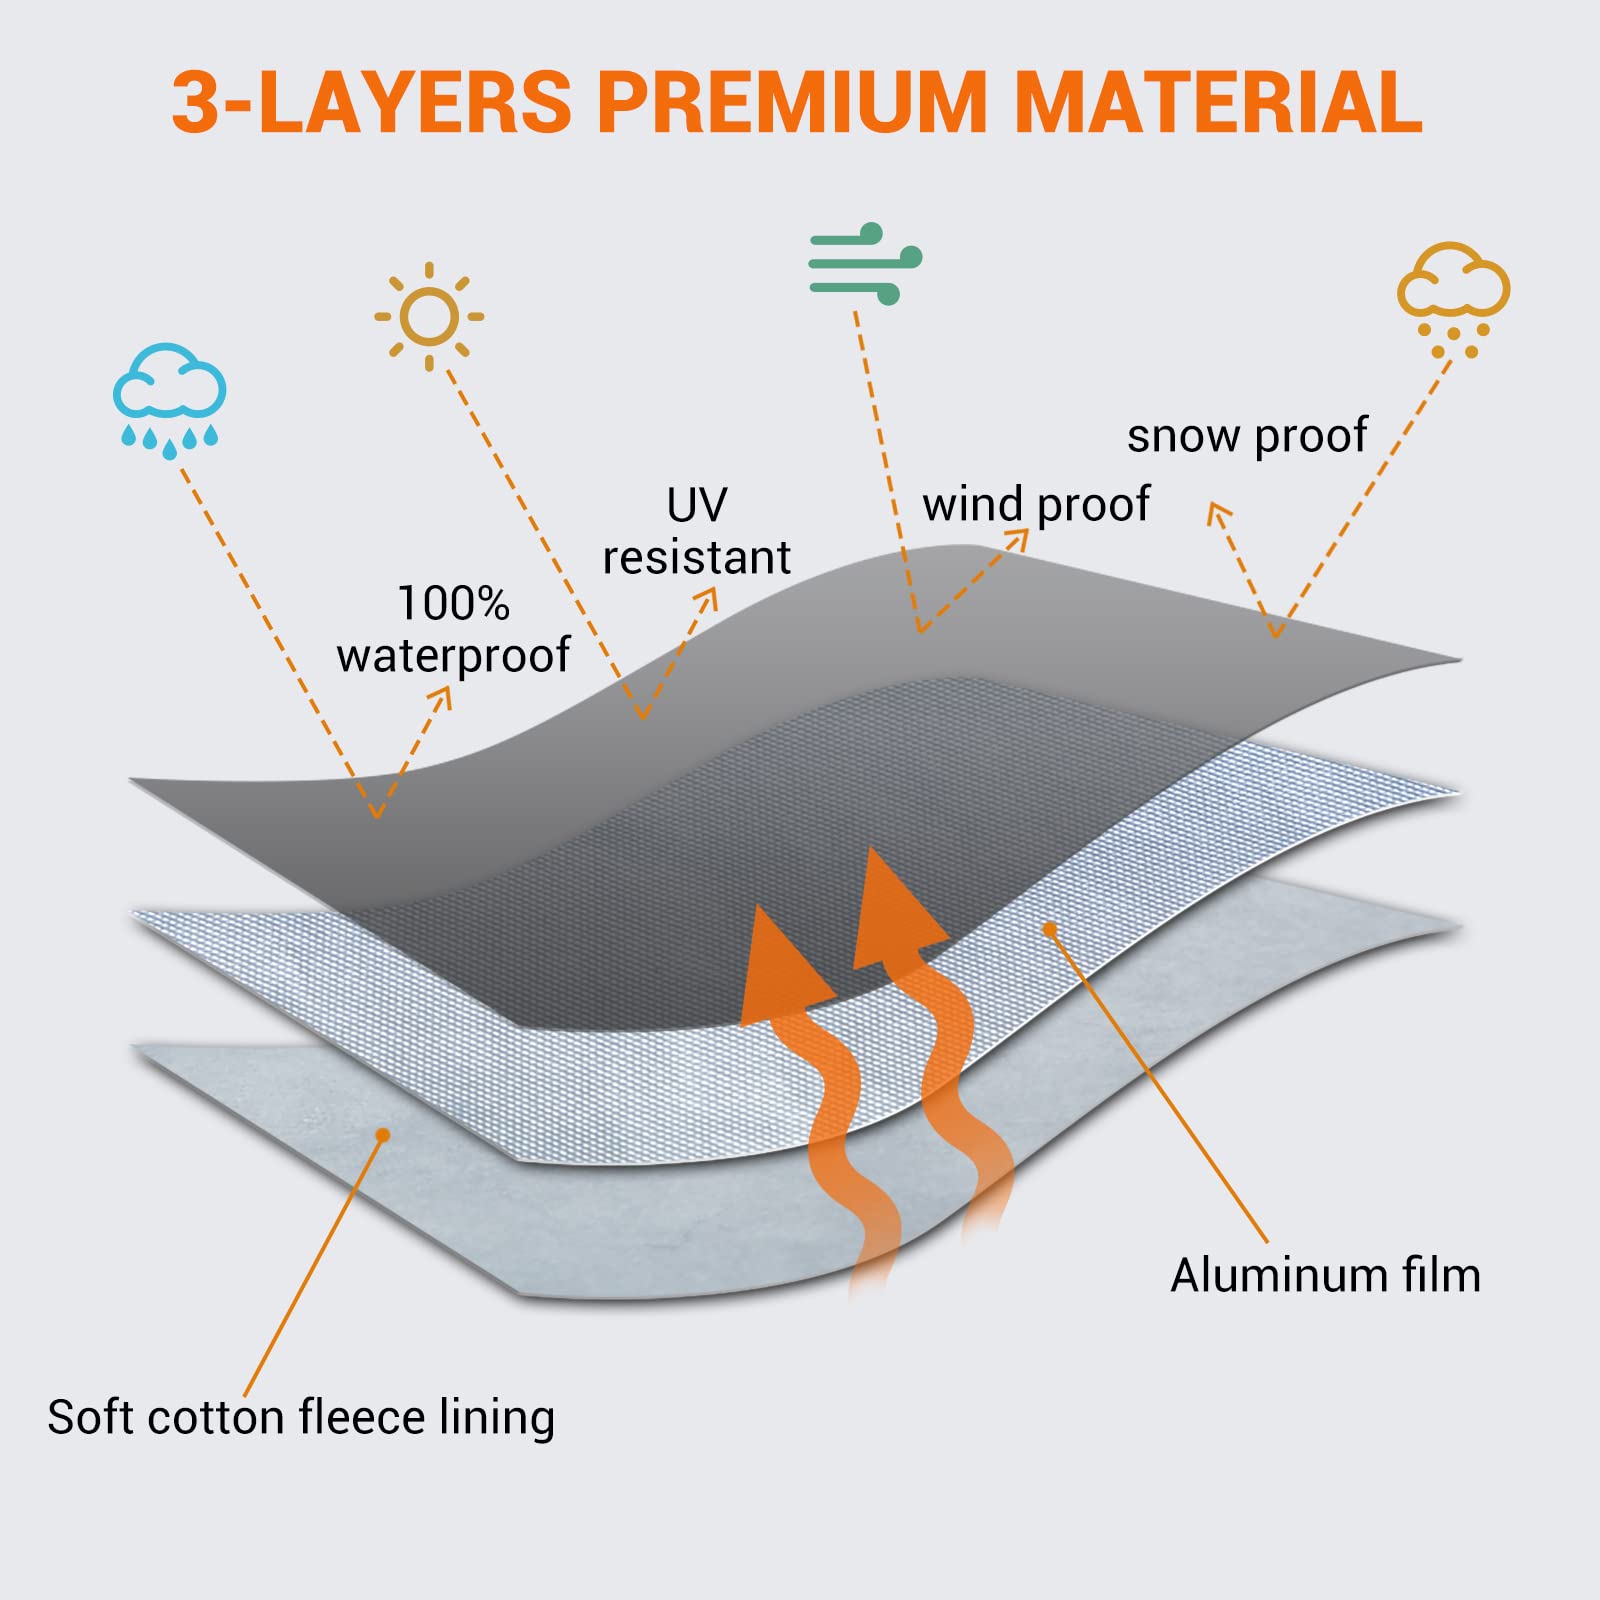 3-LAYERS PREMIUM MATERIAL
snow proof
UV
resistant
wind proof
100%
waterproof
Aluminum film
Soft cotton fleece lining